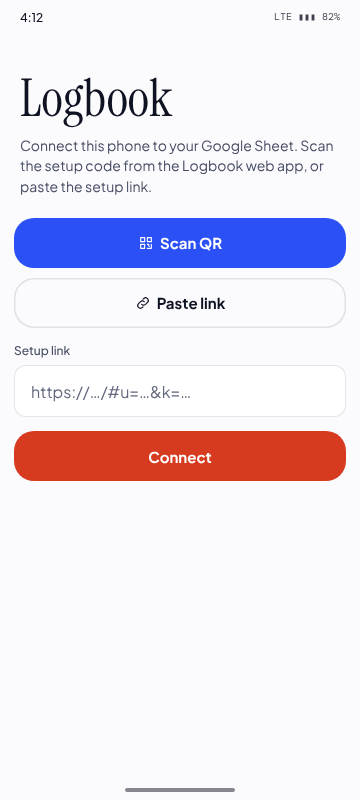 4:12
LTE 82%
Logbook
Connect this phone to your Google Sheet. Scan
the setup code from the Logbook web app, or
paste the setup link.
Scan QR
Paste link
Setup link
https://…/#u=…&k=…
Connect